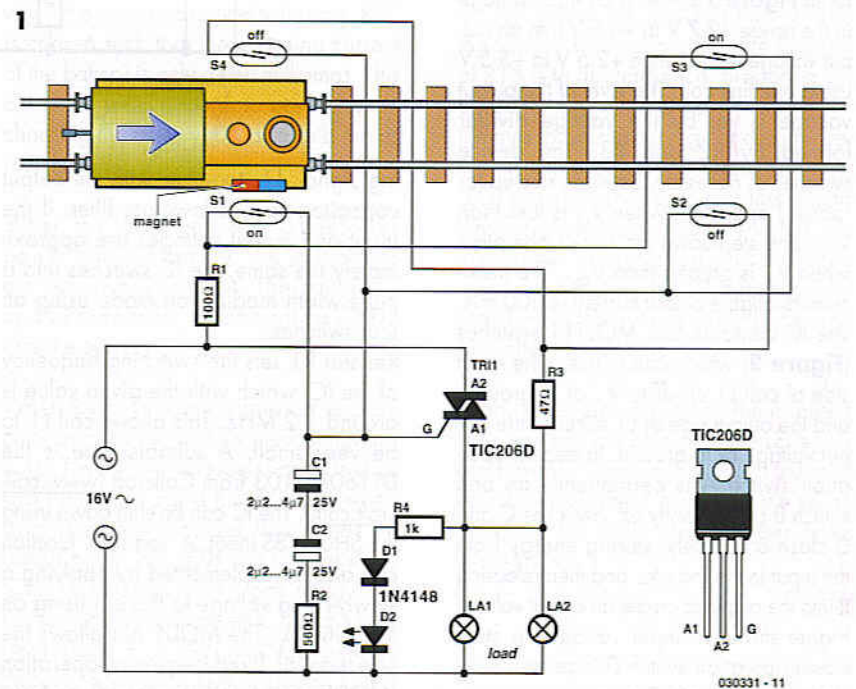 1
off
S4
on
S3
magnet
S1
on
S2
off
R1
100Ω
TRI1
A2
G
A1
TIC206D
R3
47Ω
TIC206D
C1
2µ2...4µ7 25V
16V ~
C2
2µ2...4µ7 25V
R4
1k
D1
1N4148
R2
560Ω
D2
LA1
LA2
load
A1
A2
G
030331 - 11